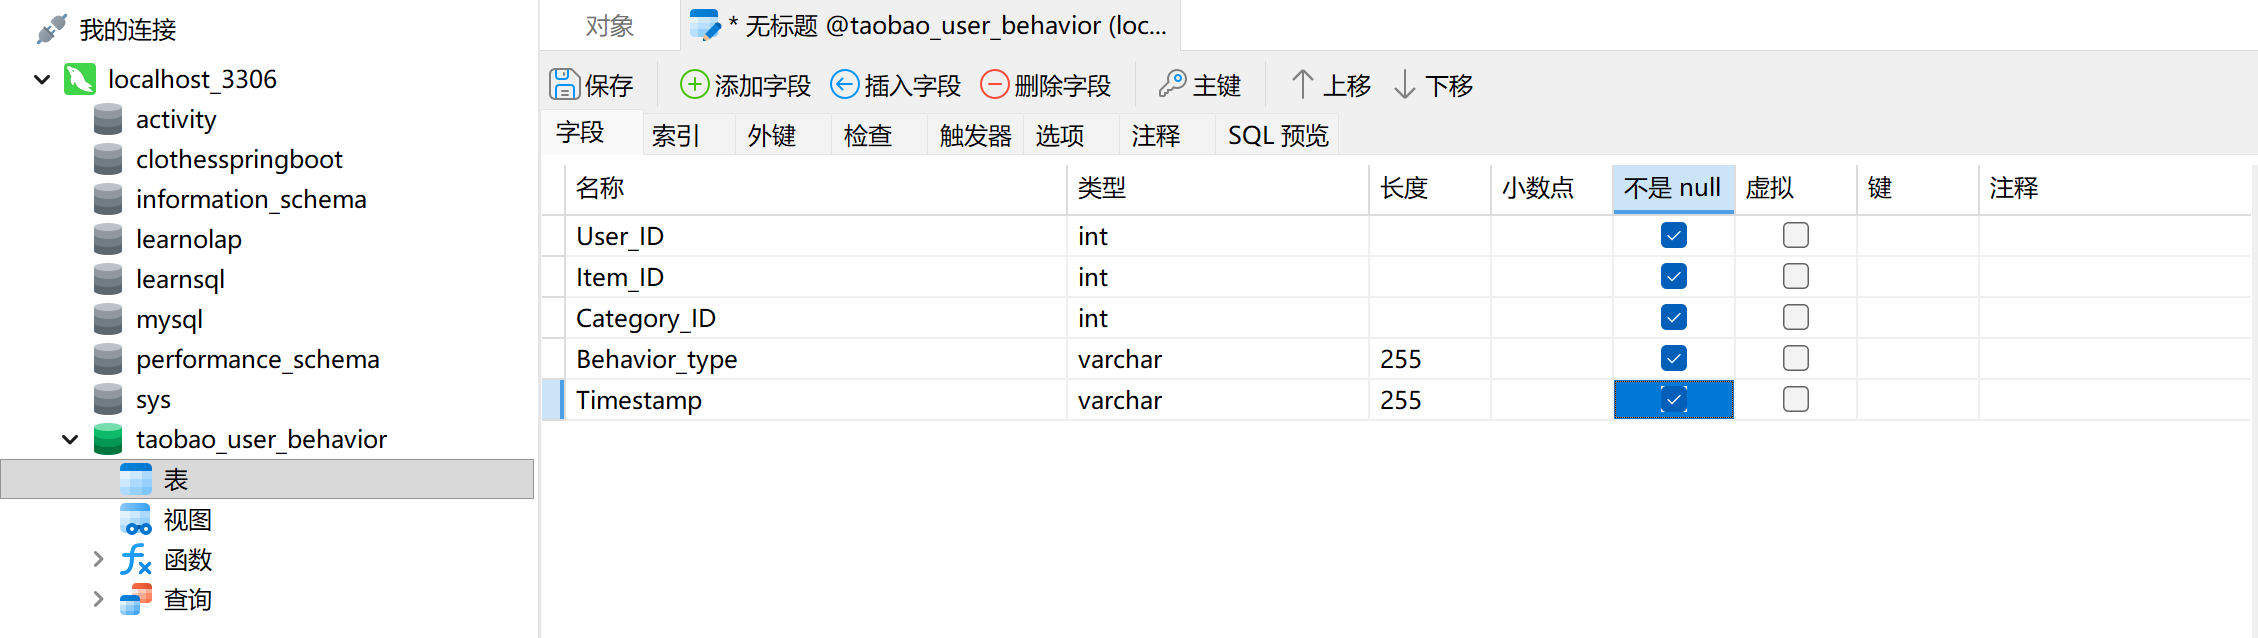 我的连接
localhost_3306
activity
clothesspringboot
information_schema
learnolap
learnsql
mysql
performance_schema
sys
taobao_user_behavior
表
视图
函数
查询
对象 * 无标题 @taobao_user_behavior (loc...
保存 添加字段 插入字段 删除字段 主键 上移 下移
字段 索引 外键 检查 触发器 选项 注释 SQL 预览
名称 类型 长度 小数点 不是 null 虚拟 键 注释
User_ID int
Item_ID int
Category_ID int
Behavior_type varchar 255
Timestamp varchar 255